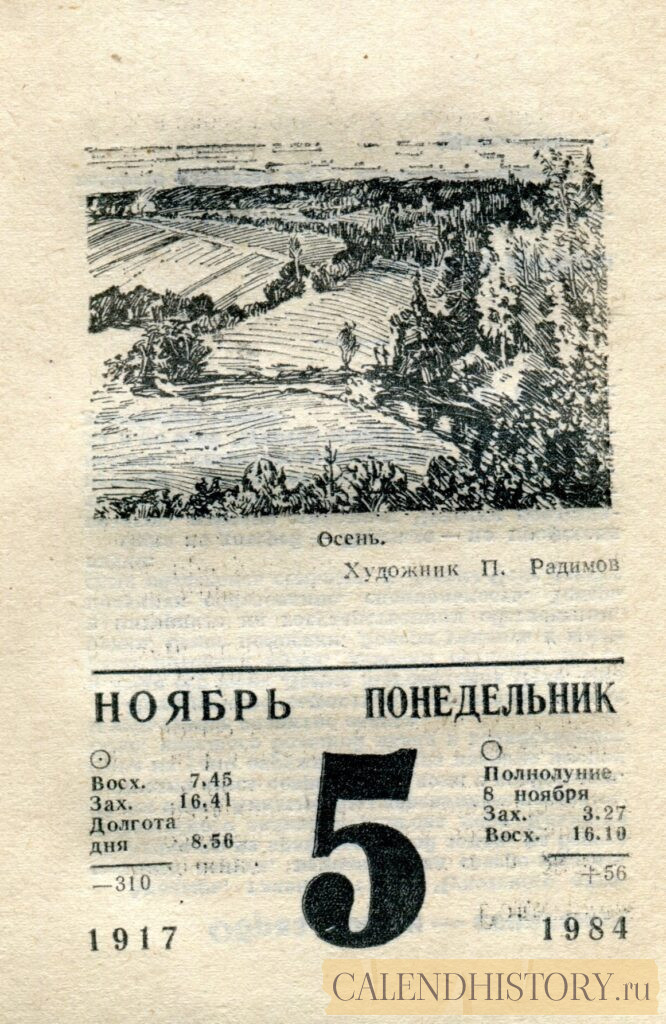 Осень.
Художник П. Радимов
НОЯБРЬ ПОНЕДЕЛЬНИК
Восх. 7.45
Зах. 16.41
Долгота
дня 8.56
—310
1917
5
Полнолуние
8 ноября
Зах. 3.27
Восх. 16.10
+56
1984
CALENDHISTORY.ru